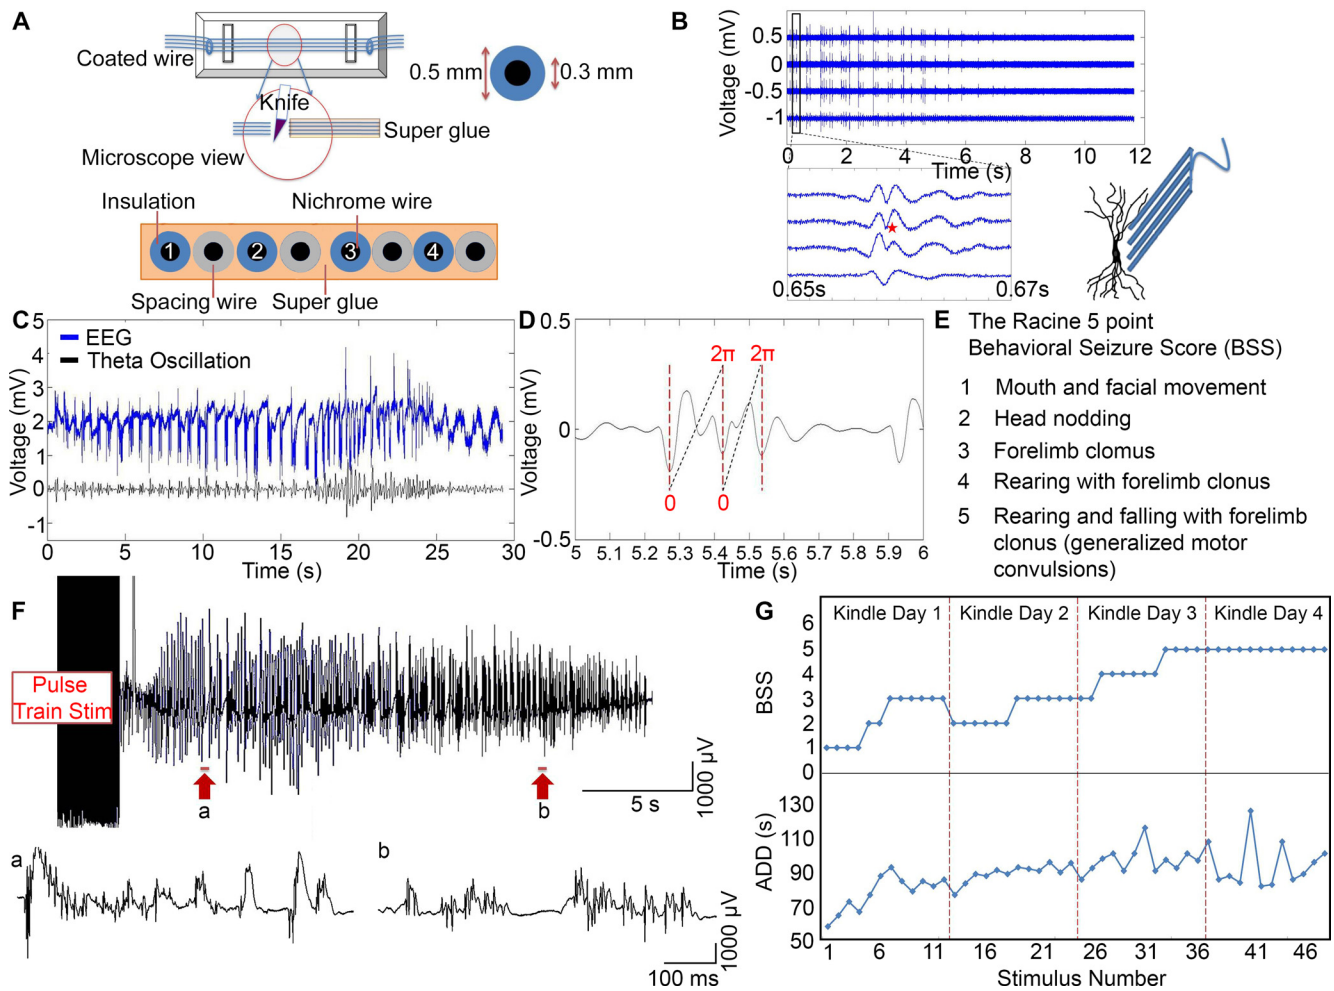 A
Coated wire
Knife
Super glue
Microscope view
0.5 mm
0.3 mm
Insulation
Nichrome wire
1
2
3
4
Spacing wire
Super glue
B
Voltage (mV)
0.5
0
-0.5
-1
0
2
4
6
8
10
12
Time (s)
0.65s
0.67s
C
Voltage (mV)
5
4
3
2
1
0
-1
EEG
Theta Oscillation
0
5
10
15
20
25
30
Time (s)
D
Voltage (mV)
0.5
0
-0.5
2π
2π
0
0
5
5.1
5.2
5.3
5.4
5.5
5.6
5.7
5.8
5.9
6
Time (s)
E
The Racine 5 point
Behavioral Seizure Score (BSS)
1 Mouth and facial movement
2 Head nodding
3 Forelimb clomus
4 Rearing with forelimb clonus
5 Rearing and falling with forelimb
clonus (generalized motor
convulsions)
F
Pulse
Train Stim
a
b
5 s
1000 µV
a
b
100 ms
1000 µV
G
Kindle Day 1
Kindle Day 2
Kindle Day 3
Kindle Day 4
BSS
6
5
4
3
2
1
0
ADD (s)
130
110
90
70
50
1
6
11
16
21
26
31
36
41
46
Stimulus Number